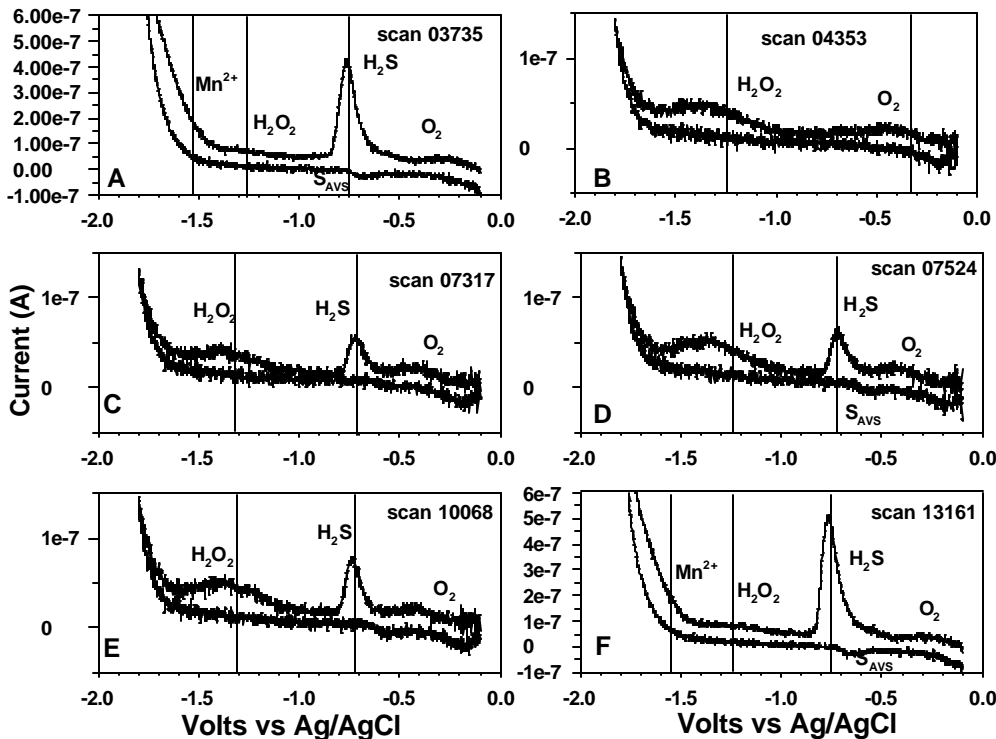 6.00e-7
5.00e-7
4.00e-7
3.00e-7
2.00e-7
1.00e-7
0.00
-1.00e-7
scan 03735
Mn2+
H2O2
H2S
O2
SAVS
A
-2.0 -1.5 -1.0 -0.5 0.0
1e-7
0
scan 04353
H2O2
O2
B
-2.0 -1.5 -1.0 -0.5 0.0
Current (A)
1e-7
0
scan 07317
H2O2
H2S
O2
C
-2.0 -1.5 -1.0 -0.5 0.0
1e-7
0
scan 07524
H2O2
H2S
O2
SAVS
D
-2.0 -1.5 -1.0 -0.5 0.0
1e-7
0
scan 10068
H2O2
H2S
O2
E
-2.0 -1.5 -1.0 -0.5 0.0
Volts vs Ag/AgCl
6e-7
5e-7
4e-7
3e-7
2e-7
1e-7
0
-1e-7
scan 13161
Mn2+
H2O2
H2S
O2
SAVS
F
-2.0 -1.5 -1.0 -0.5 0.0
Volts vs Ag/AgCl